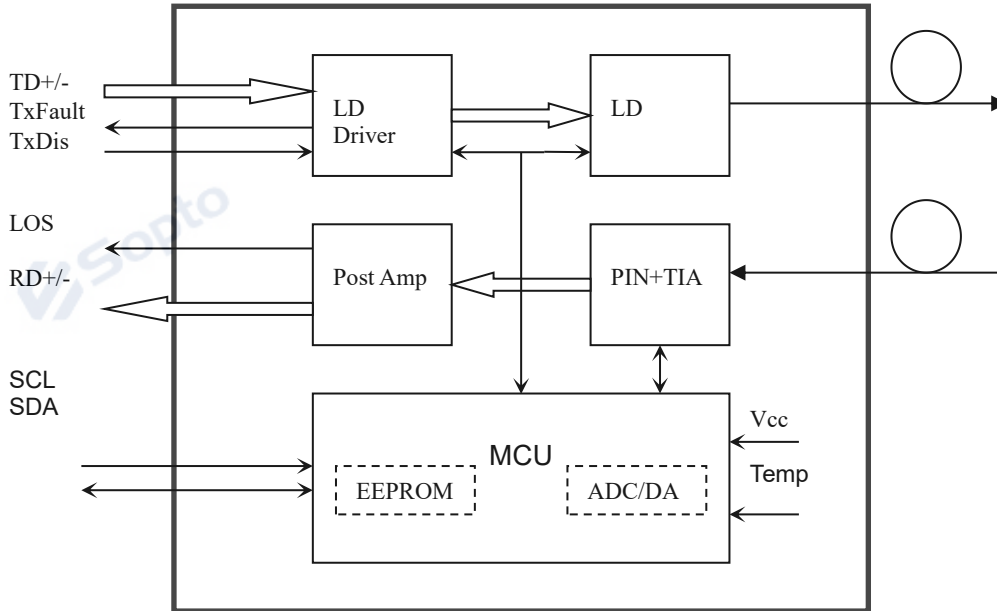 TD+/-
TxFault
TxDis
LD
Driver
LD
LOS
RD+/-
Post Amp
PIN+TIA
Sopto
SCL
SDA
MCU
EEPROM
ADC/DA
Vcc
Temp